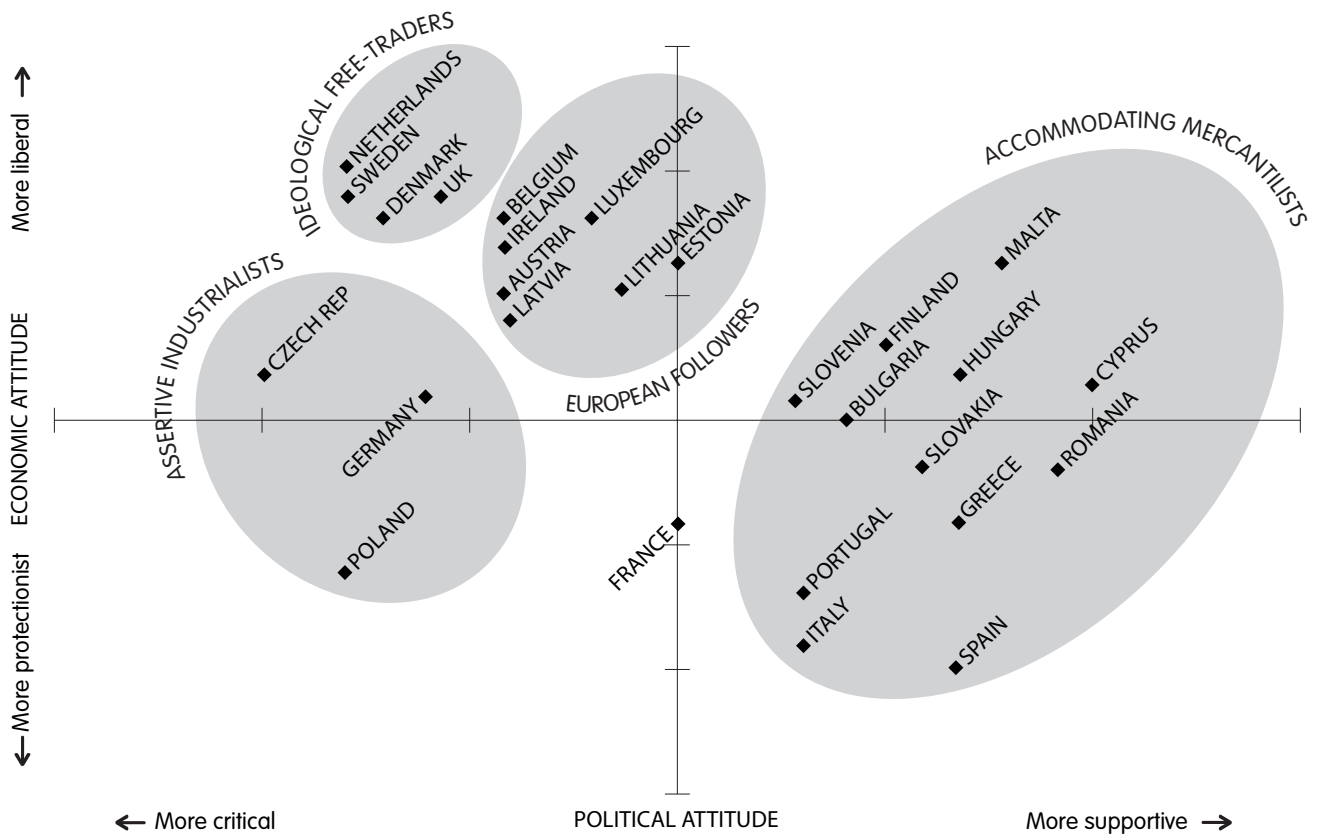 IDEOLOGICAL FREE-TRADERS
NETHERLANDS
SWEDEN
DENMARK
UK
BELGIUM
IRELAND
AUSTRIA
LATVIA
LUXEMBOURG
LITHUANIA
ESTONIA
EUROPEAN FOLLOWERS
ACCOMMODATING MERCANTILISTS
MALTA
FINLAND
SLOVENIA
BULGARIA
HUNGARY
CYPRUS
SLOVAKIA
ROMANIA
GREECE
PORTUGAL
ITALY
SPAIN
ASSERTIVE INDUSTRIALISTS
CZECH REP
GERMANY
POLAND
FRANCE
More liberal
ECONOMIC ATTITUDE
More protectionist
More critical
POLITICAL ATTITUDE
More supportive